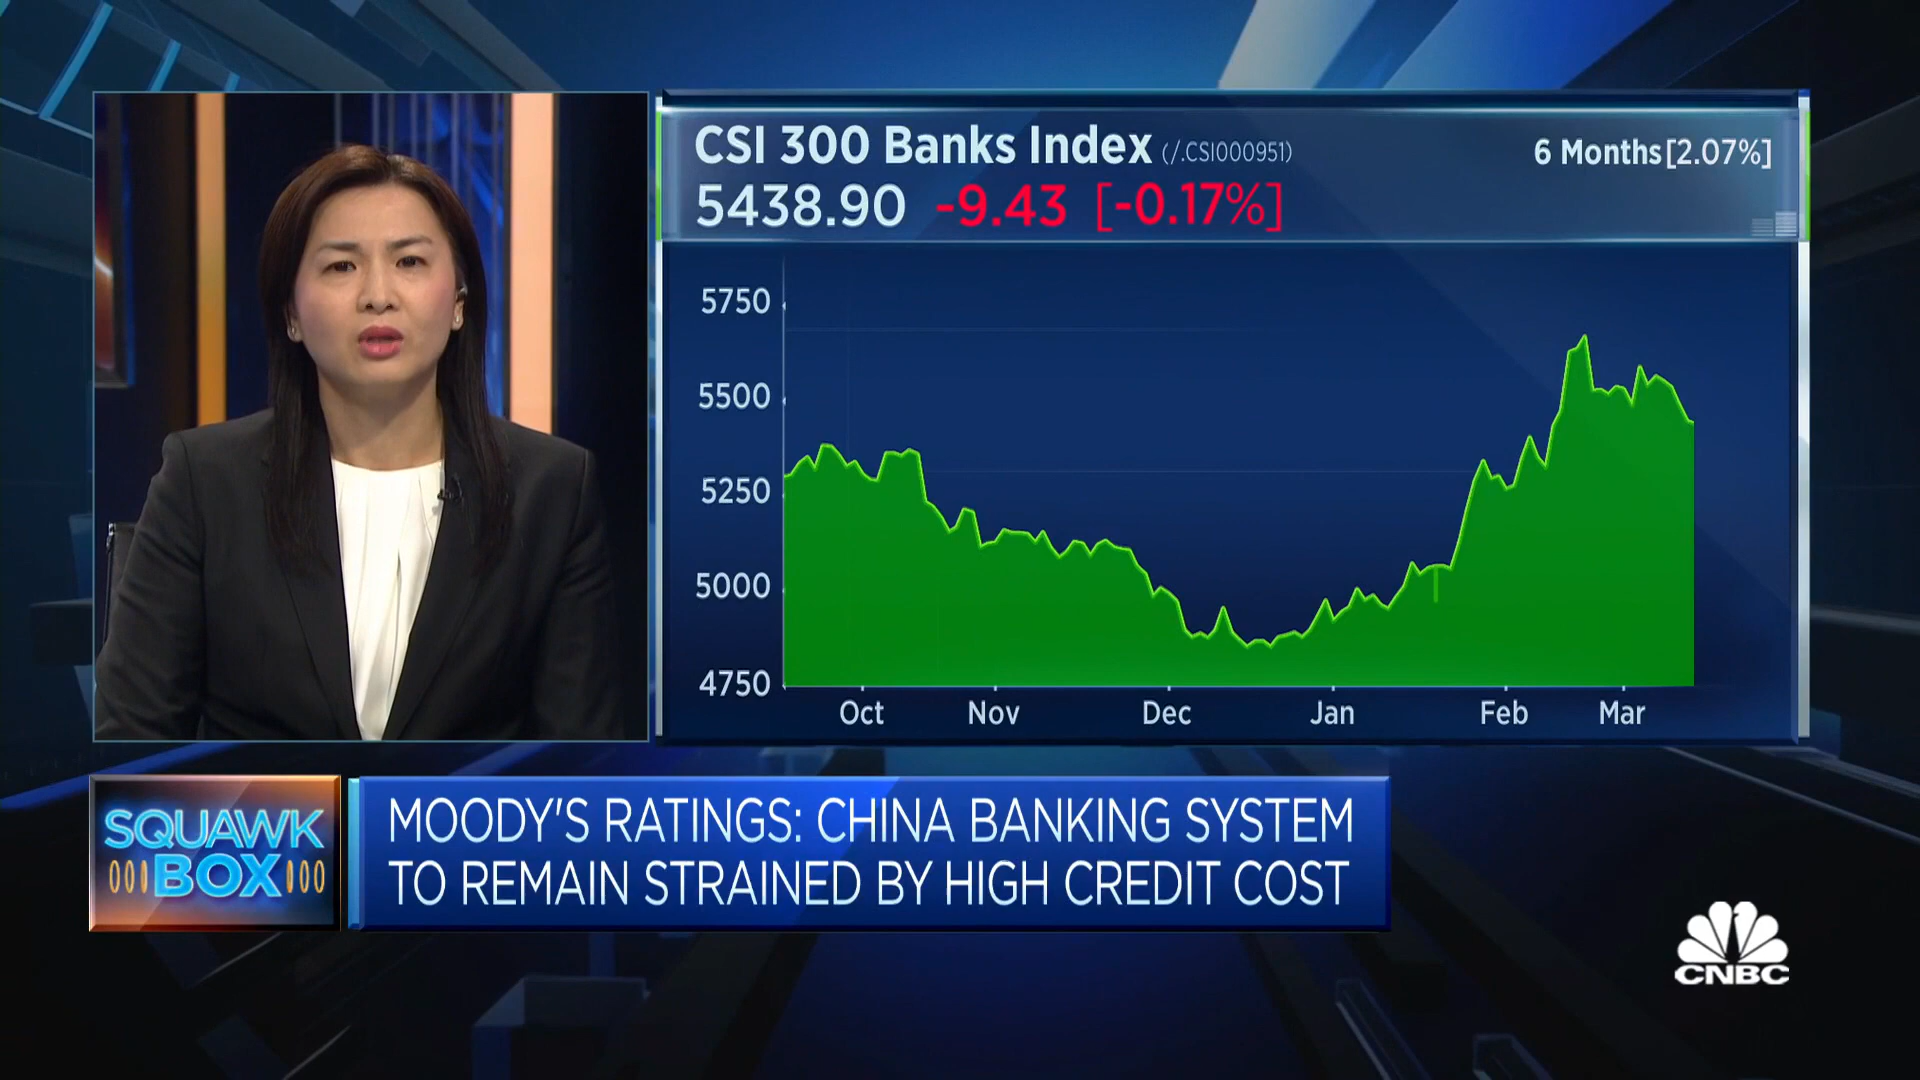 CSI 300 Banks Index (/.CSI000951)
6 Months [2.07%]
5438.90 -9.43 [-0.17%]
5750
5500
5250
5000
4750
Oct Nov Dec Jan Feb Mar
SQUAWK
BOX
MOODY'S RATINGS: CHINA BANKING SYSTEM
TO REMAIN STRAINED BY HIGH CREDIT COST
CNBC